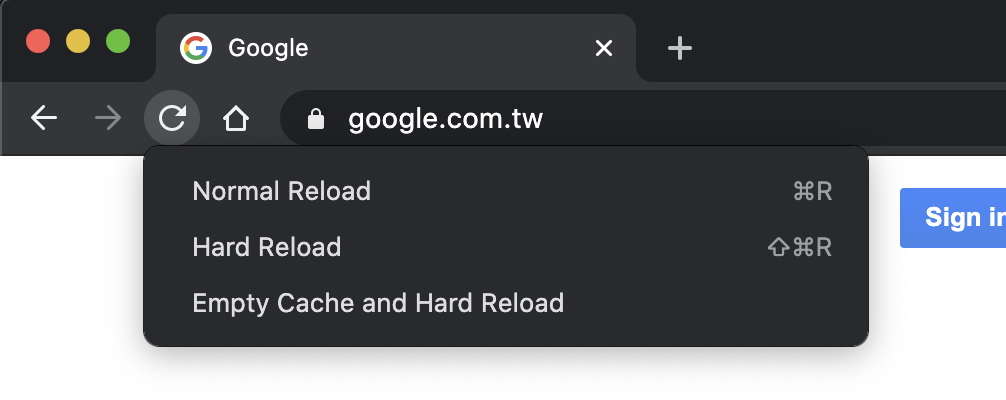 Google
google.com.tw
Normal Reload ⌘R
Hard Reload ⇧⌘R
Empty Cache and Hard Reload
Sign in